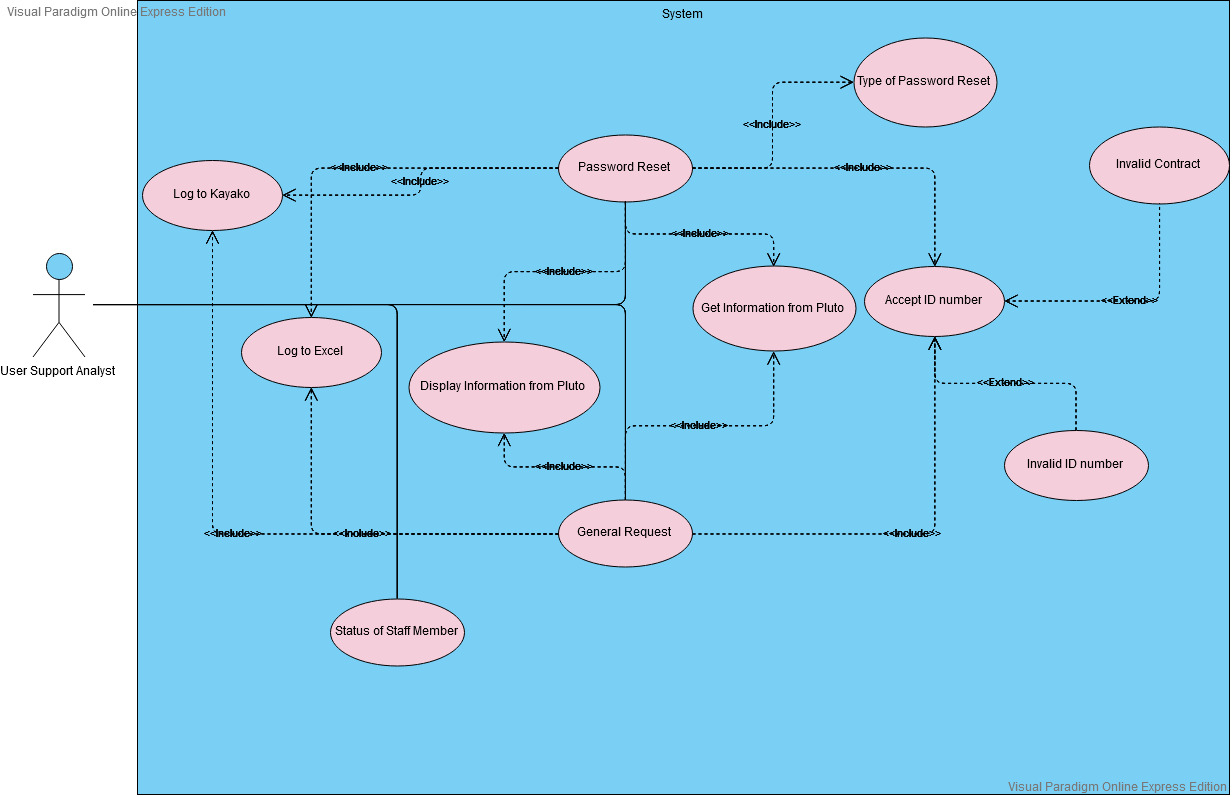 Visual Paradigm Online Express Edition
System
Type of Password Reset
<<Include>>
Password Reset
<<Include>>
<<Include>>
<<Include>>
Invalid Contract
Log to Kayako
<<Include>>
<<Include>>
Get Information from Pluto
Accept ID number
<<Extend>>
User Support Analyst
Log to Excel
Display Information from Pluto
<<Extend>>
<<Include>>
Invalid ID number
<<Include>>
<<Include>>
<<Include>>
General Request
<<Include>>
Status of Staff Member
Visual Paradigm Online Express Edition